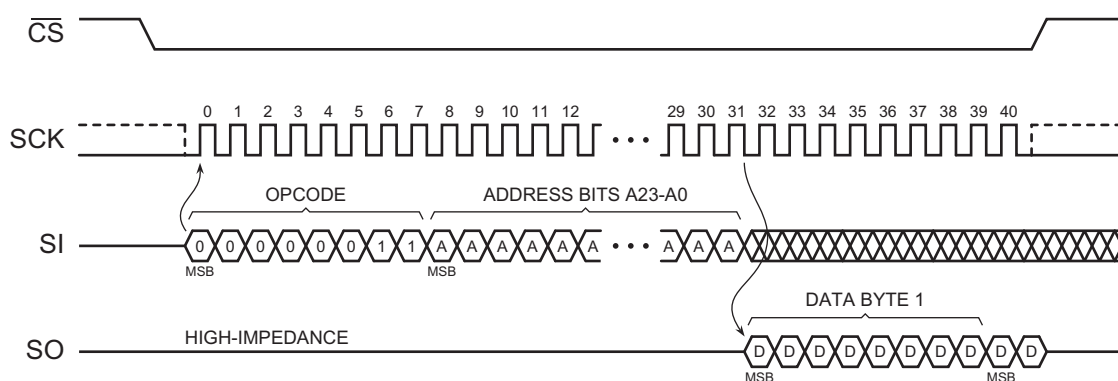 CS
0 1 2 3 4 5 6 7 8 9 10 11 12 29 30 31 32 33 34 35 36 37 38 39 40
SCK
OPCODE ADDRESS BITS A23-A0
SI 0 0 0 0 0 0 1 1 A A A A A A A A A
MSB MSB
DATA BYTE 1
HIGH-IMPEDANCE
SO D D D D D D D D D D
MSB MSB